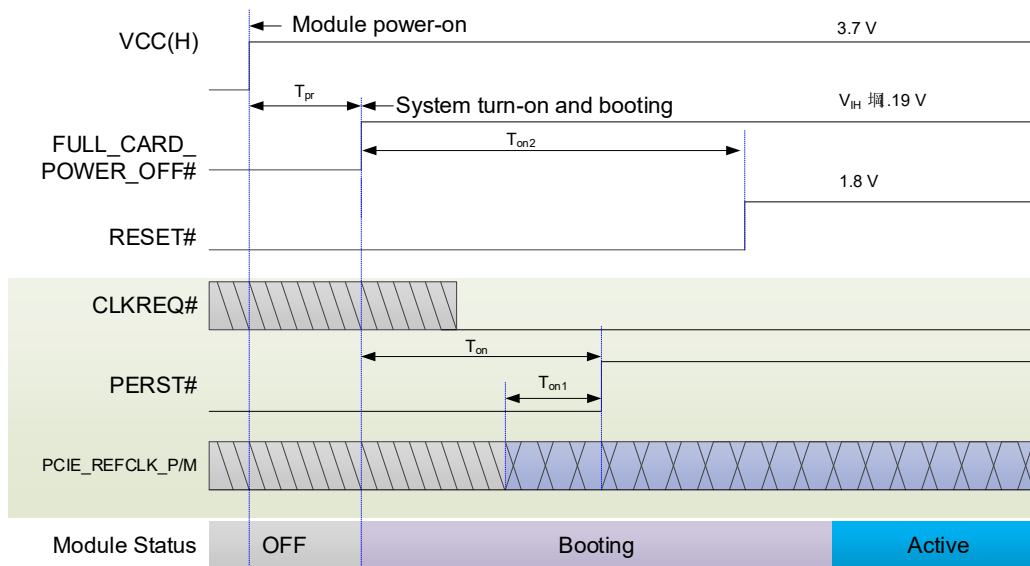 Module power-on
VCC(H)
3.7 V
Tpr
System turn-on and booting
VIH 墹.19 V
FULL_CARD_
POWER_OFF#
Ton2
1.8 V
RESET#
CLKREQ#
Ton
PERST#
Ton1
PCIE_REFCLK_P/M
Module Status
OFF
Booting
Active